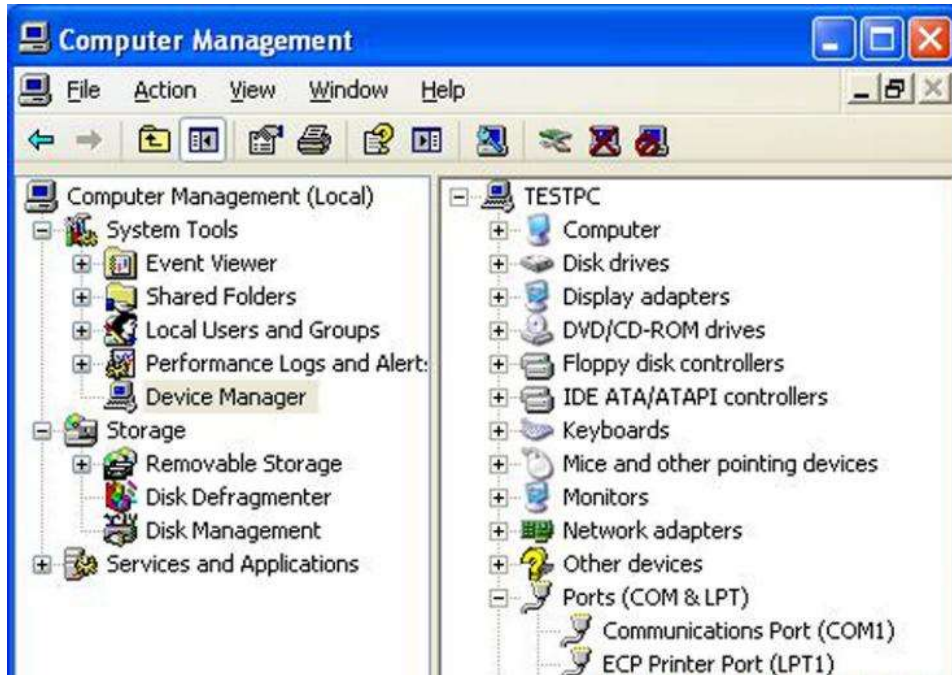 Computer Management
File Action View Window Help
Computer Management (Local)
System Tools
Event Viewer
Shared Folders
Local Users and Groups
Performance Logs and Alert
Device Manager
Storage
Removable Storage
Disk Defragmenter
Disk Management
Services and Applications
TESTPC
Computer
Disk drives
Display adapters
DVD/CD-ROM drives
Floppy disk controllers
IDE ATA/ATAPI controllers
Keyboards
Mice and other pointing devices
Monitors
Network adapters
Other devices
Ports (COM & LPT)
Communications Port (COM1)
ECP Printer Port (LPT1)